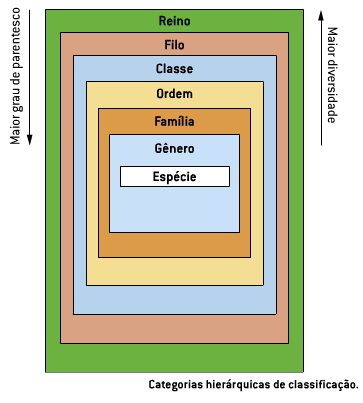 Maior grau de parentesco
Reino
Filo
Classe
Ordem
Família
Gênero
Espécie
Maior diversidade
Categorias hierárquicas de classificação.